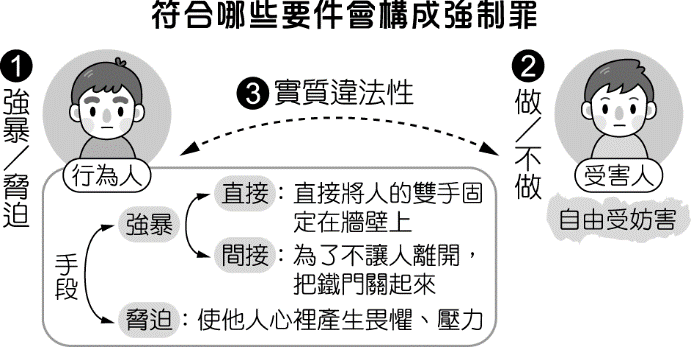 符合哪些要件會構成強制罪
❶
強暴／脅迫
行為人
❸實質違法性
❷
做／不做
受害人
自由受妨害
手段
強暴
直接：直接將人的雙手固
定在牆壁上
間接：為了不讓人離開，
把鐵門關起來
脅迫：使他人心裡產生畏懼、壓力